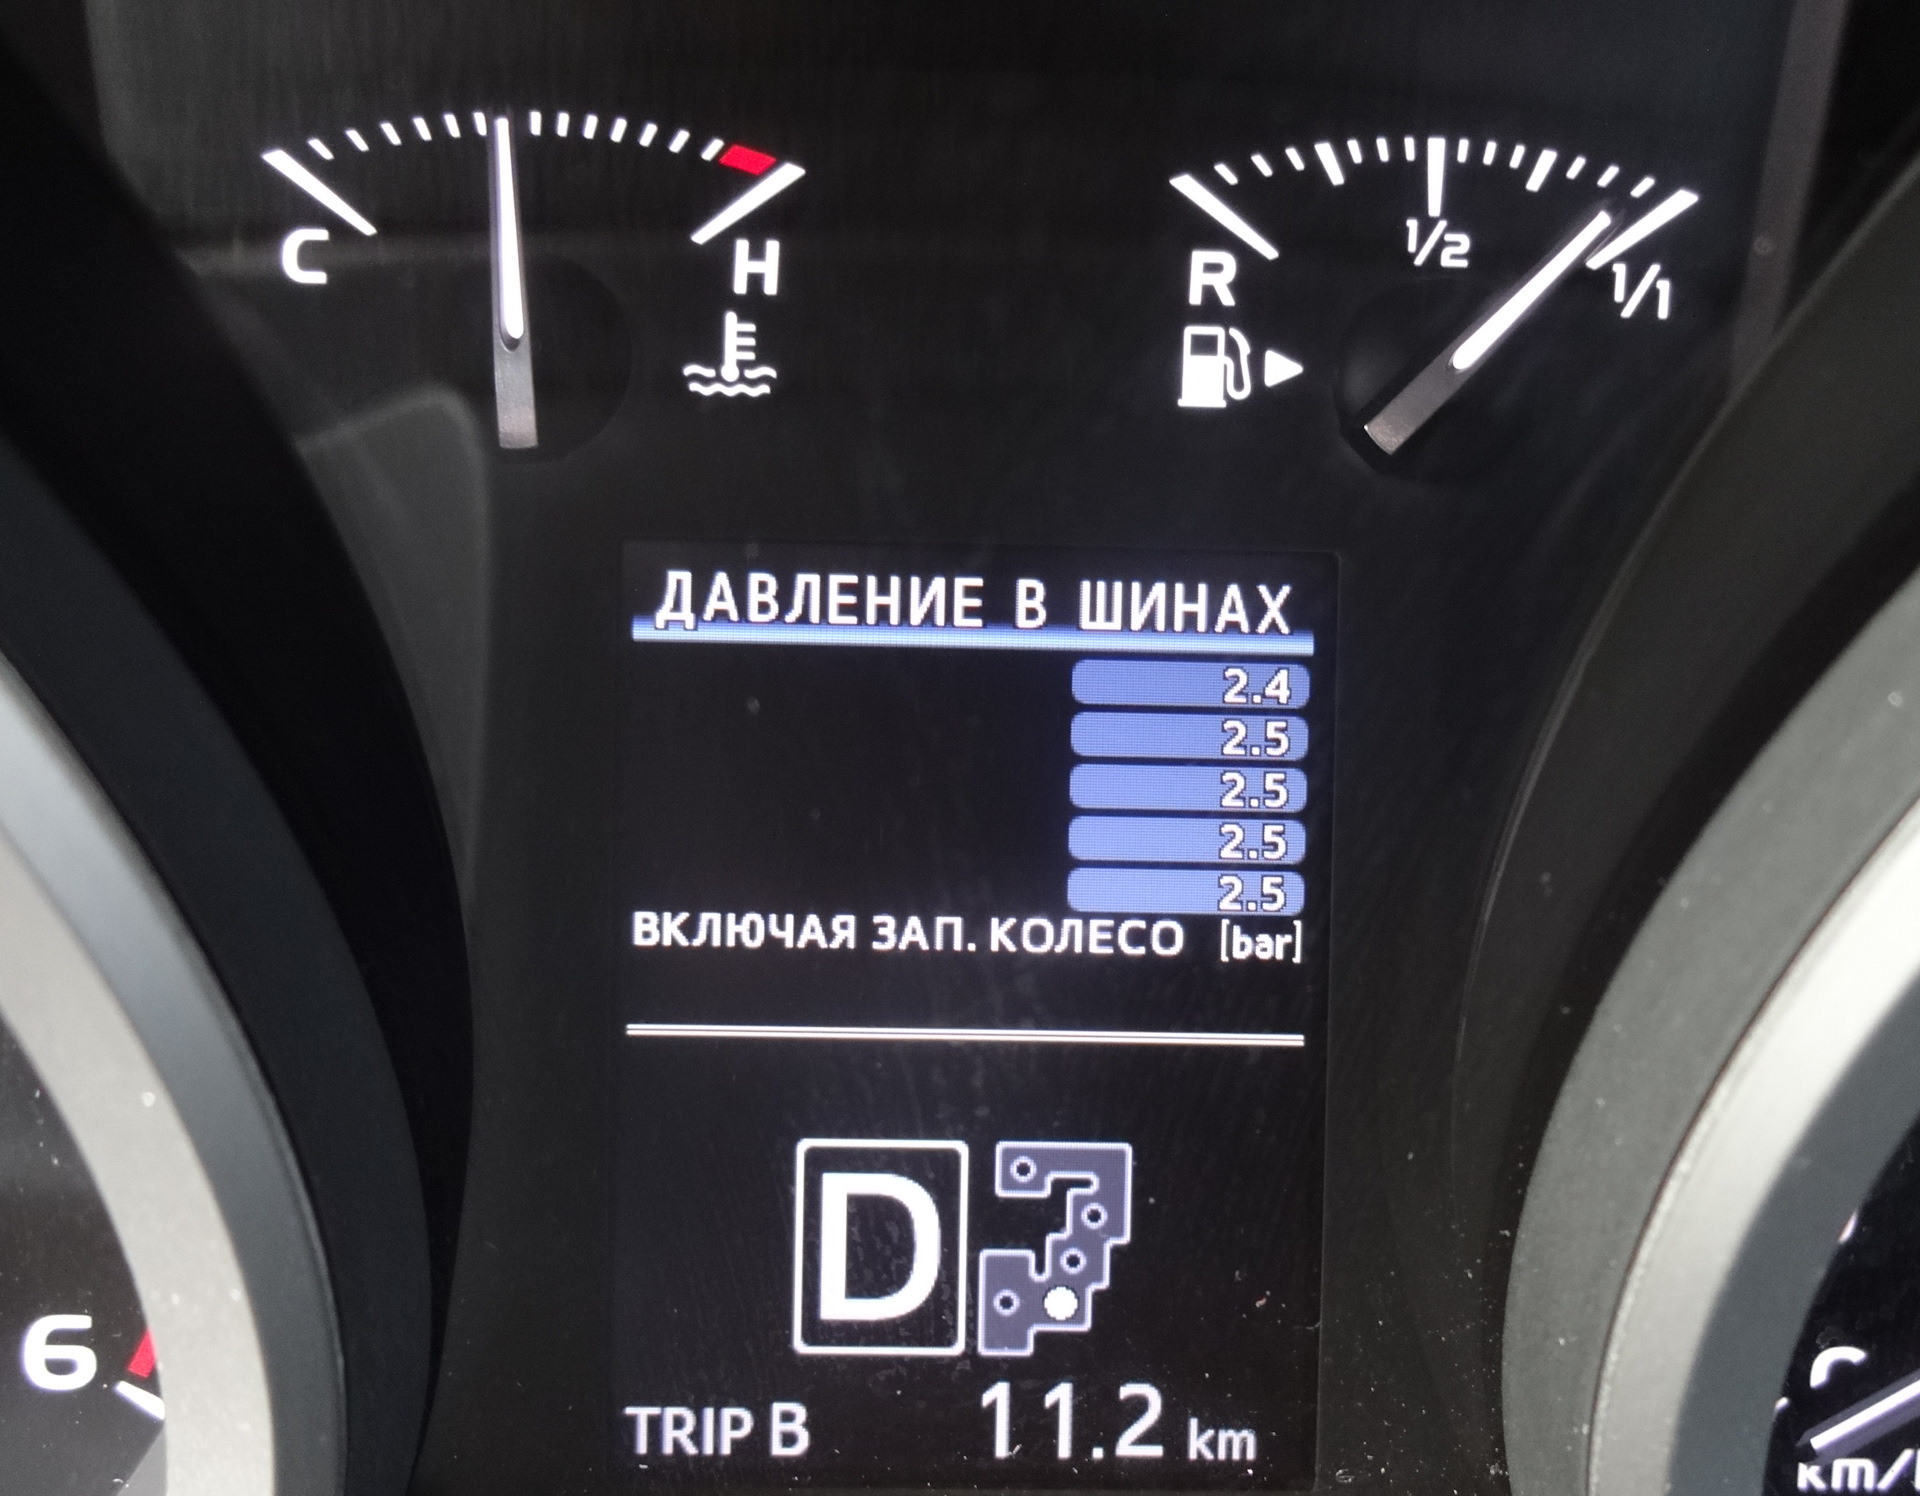 C
H
R
1/2
1/1
ДАВЛЕНИЕ В ШИНАХ
2.4
2.5
2.5
2.5
2.5
ВКЛЮЧАЯ ЗАП. КОЛЕСО [bar]
D
6
TRIP B 11.2 km